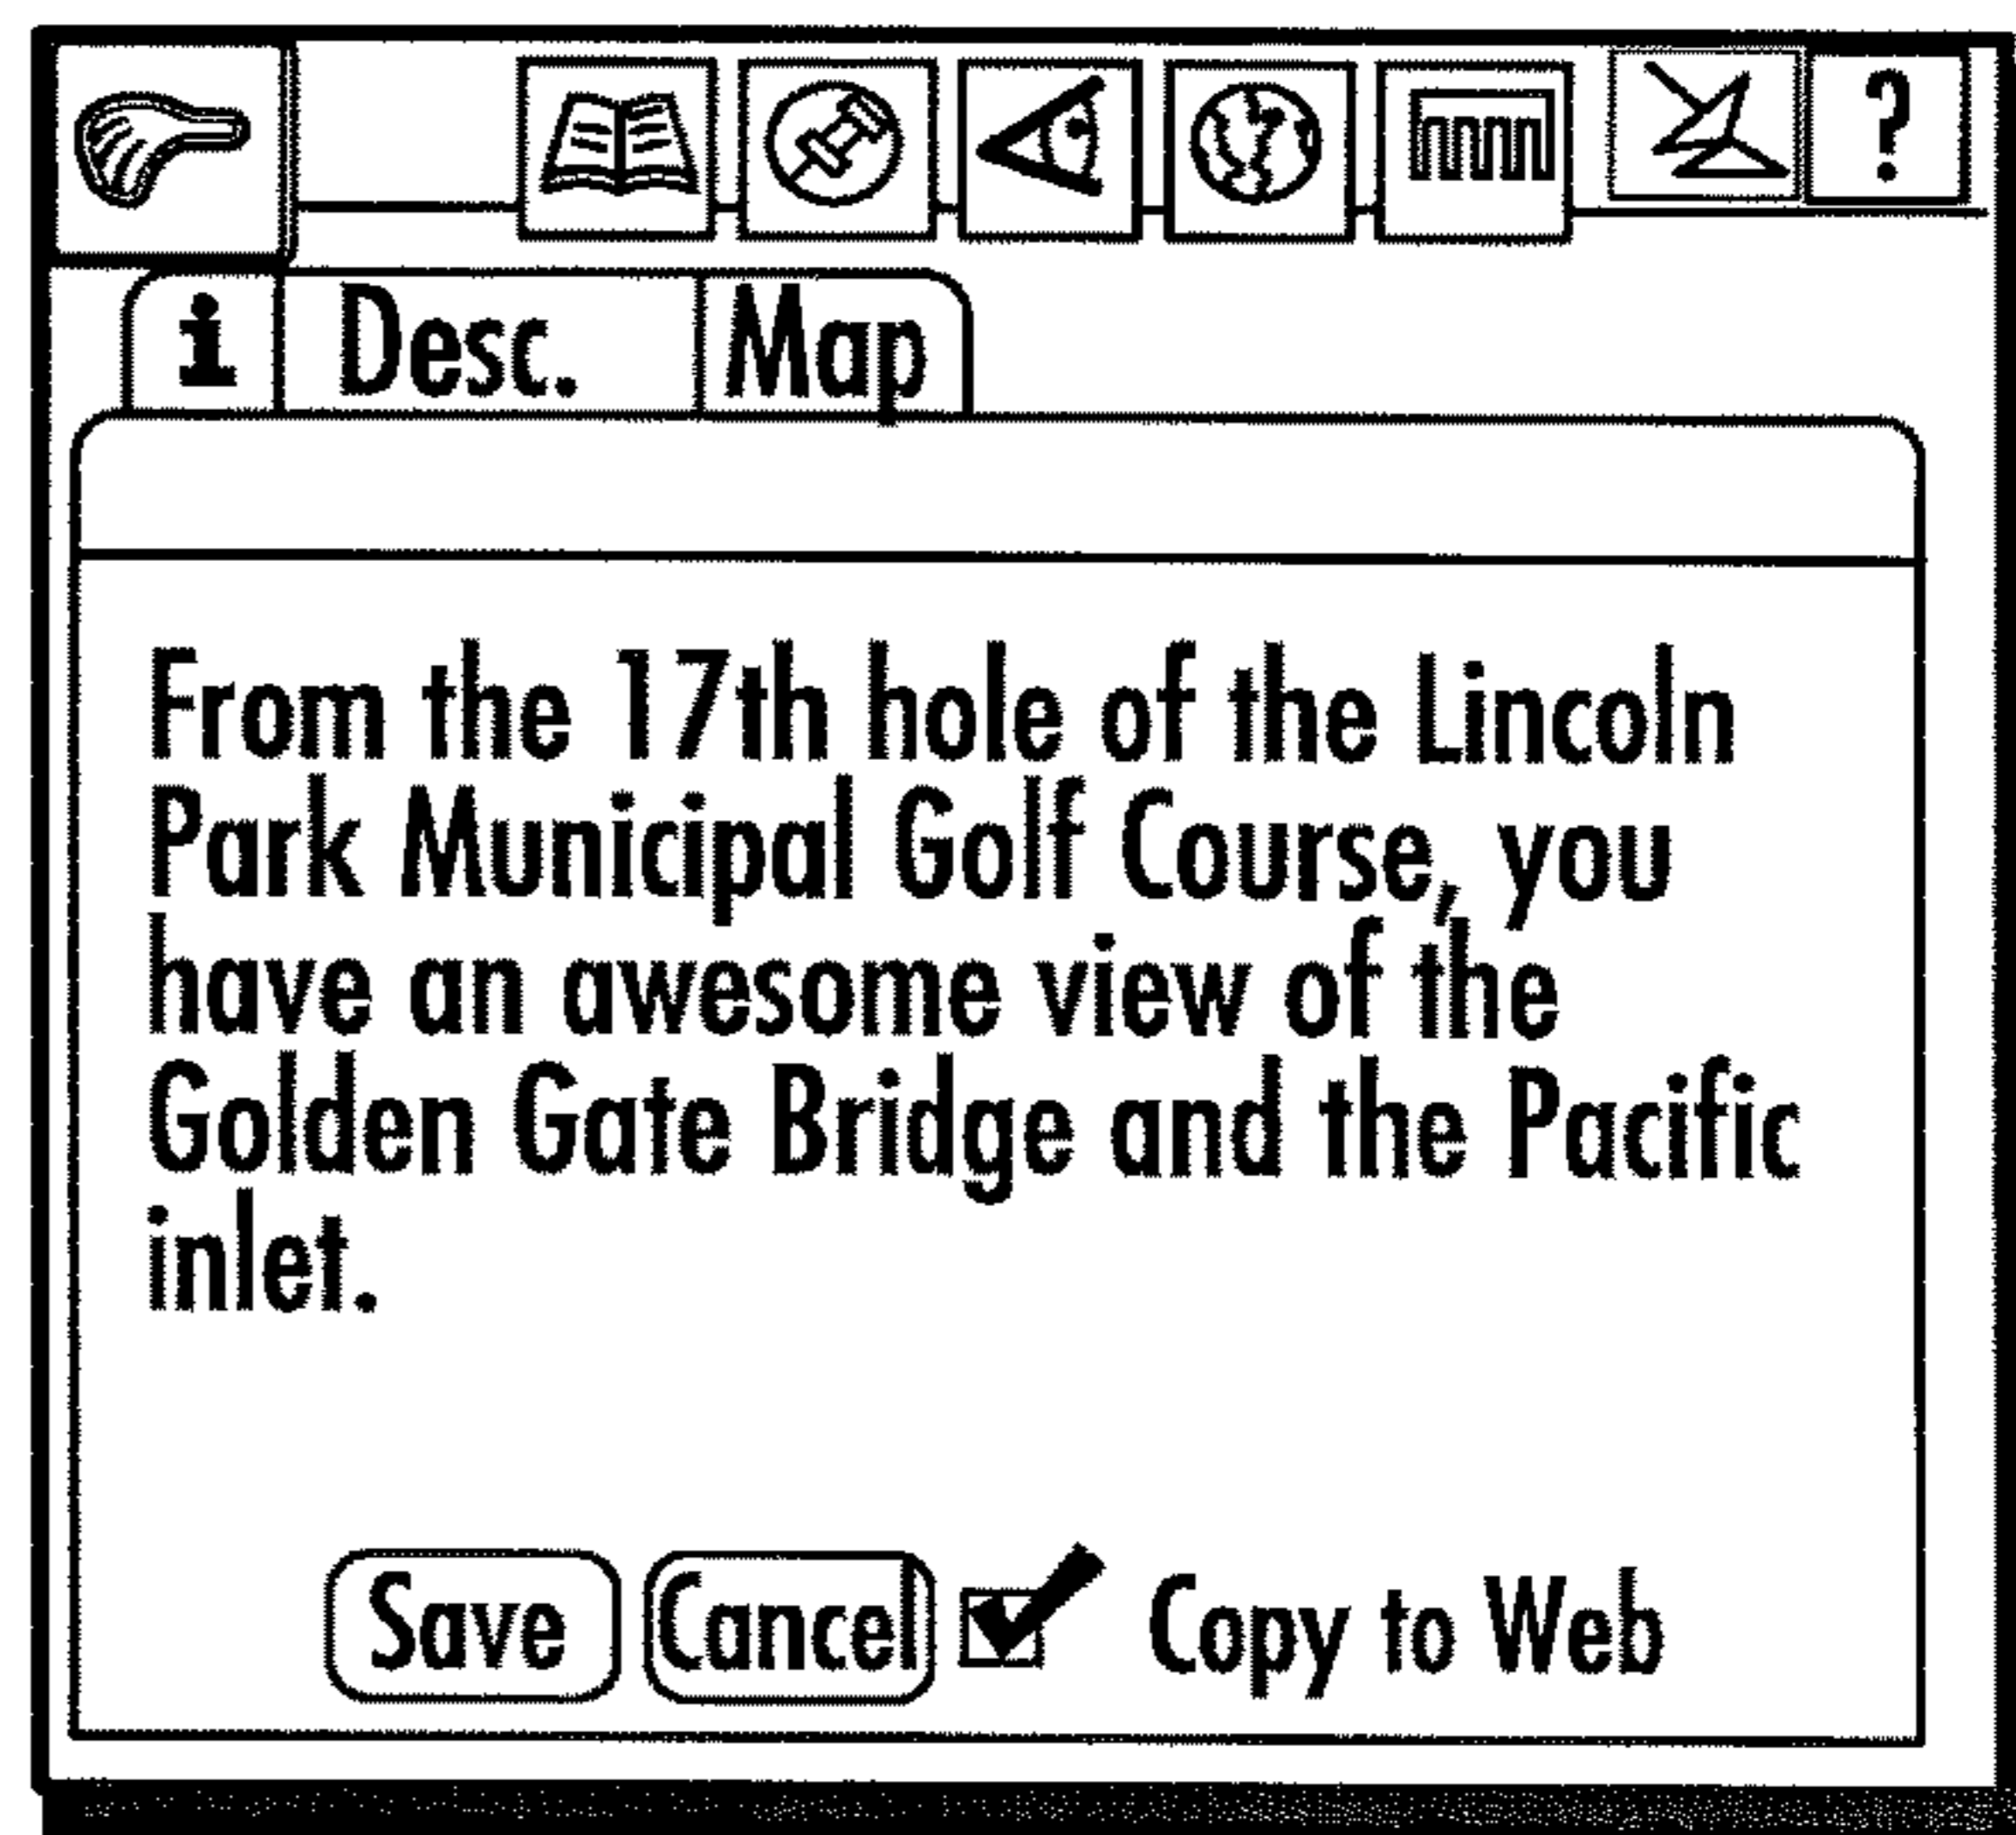 ?
i Desc. Map
From the 17th hole of the Lincoln
Park Municipal Golf Course, you
have an awesome view of the
Golden Gate Bridge and the Pacific
inlet.
Save Cancel Copy to Web